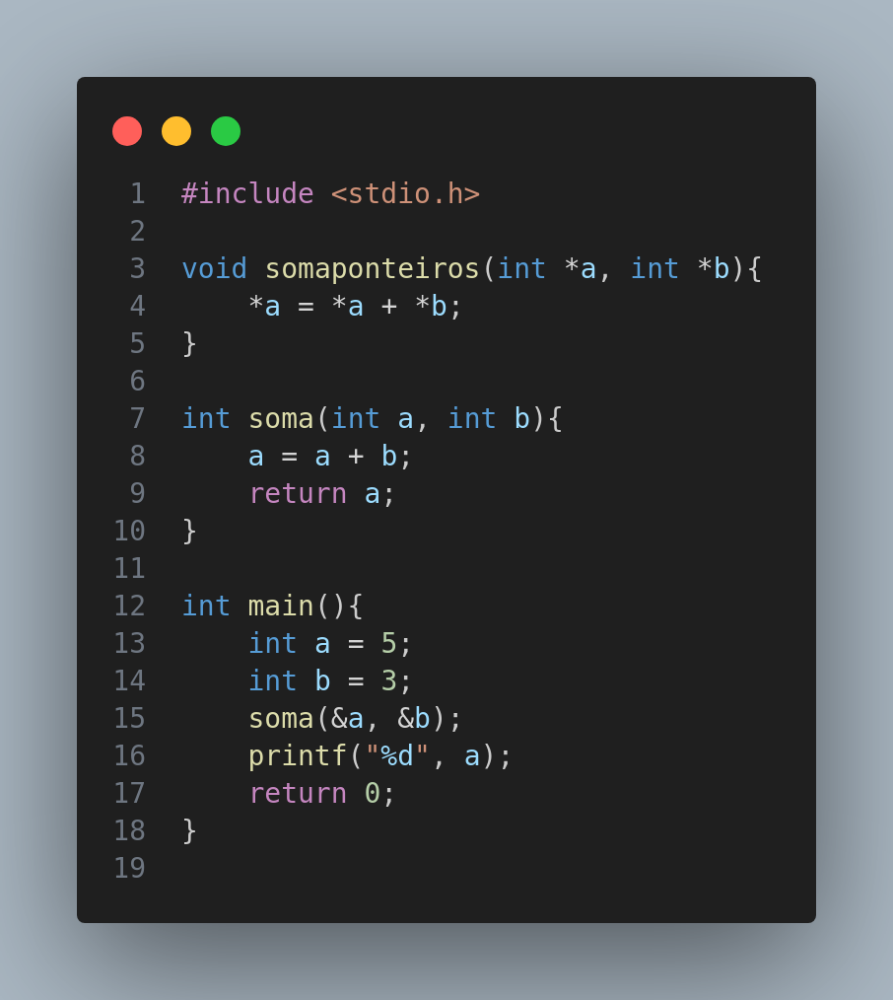 1 #include <stdio.h>
2
3 void somaponteiros(int *a, int *b){
4     *a = *a + *b;
5 }
6
7 int soma(int a, int b){
8     a = a + b;
9     return a;
10 }
11
12 int main(){
13     int a = 5;
14     int b = 3;
15     soma(&a, &b);
16     printf("%d", a);
17     return 0;
18 }
19